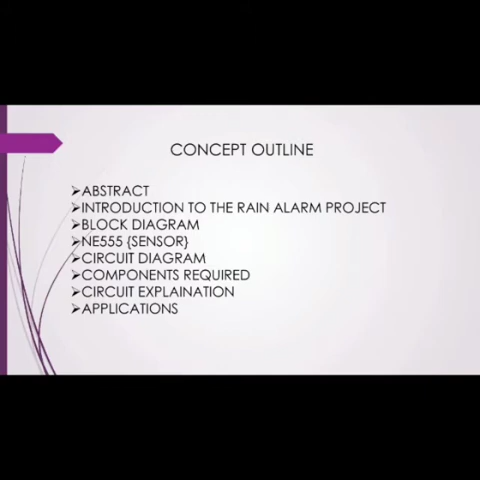 CONCEPT OUTLINE
➢ABSTRACT
➢INTRODUCTION TO THE RAIN ALARM PROJECT
➢BLOCK DIAGRAM
➢NE555 {SENSOR}
➢CIRCUIT DIAGRAM
➢COMPONENTS REQUIRED
➢CIRCUIT EXPLAINATION
➢APPLICATIONS